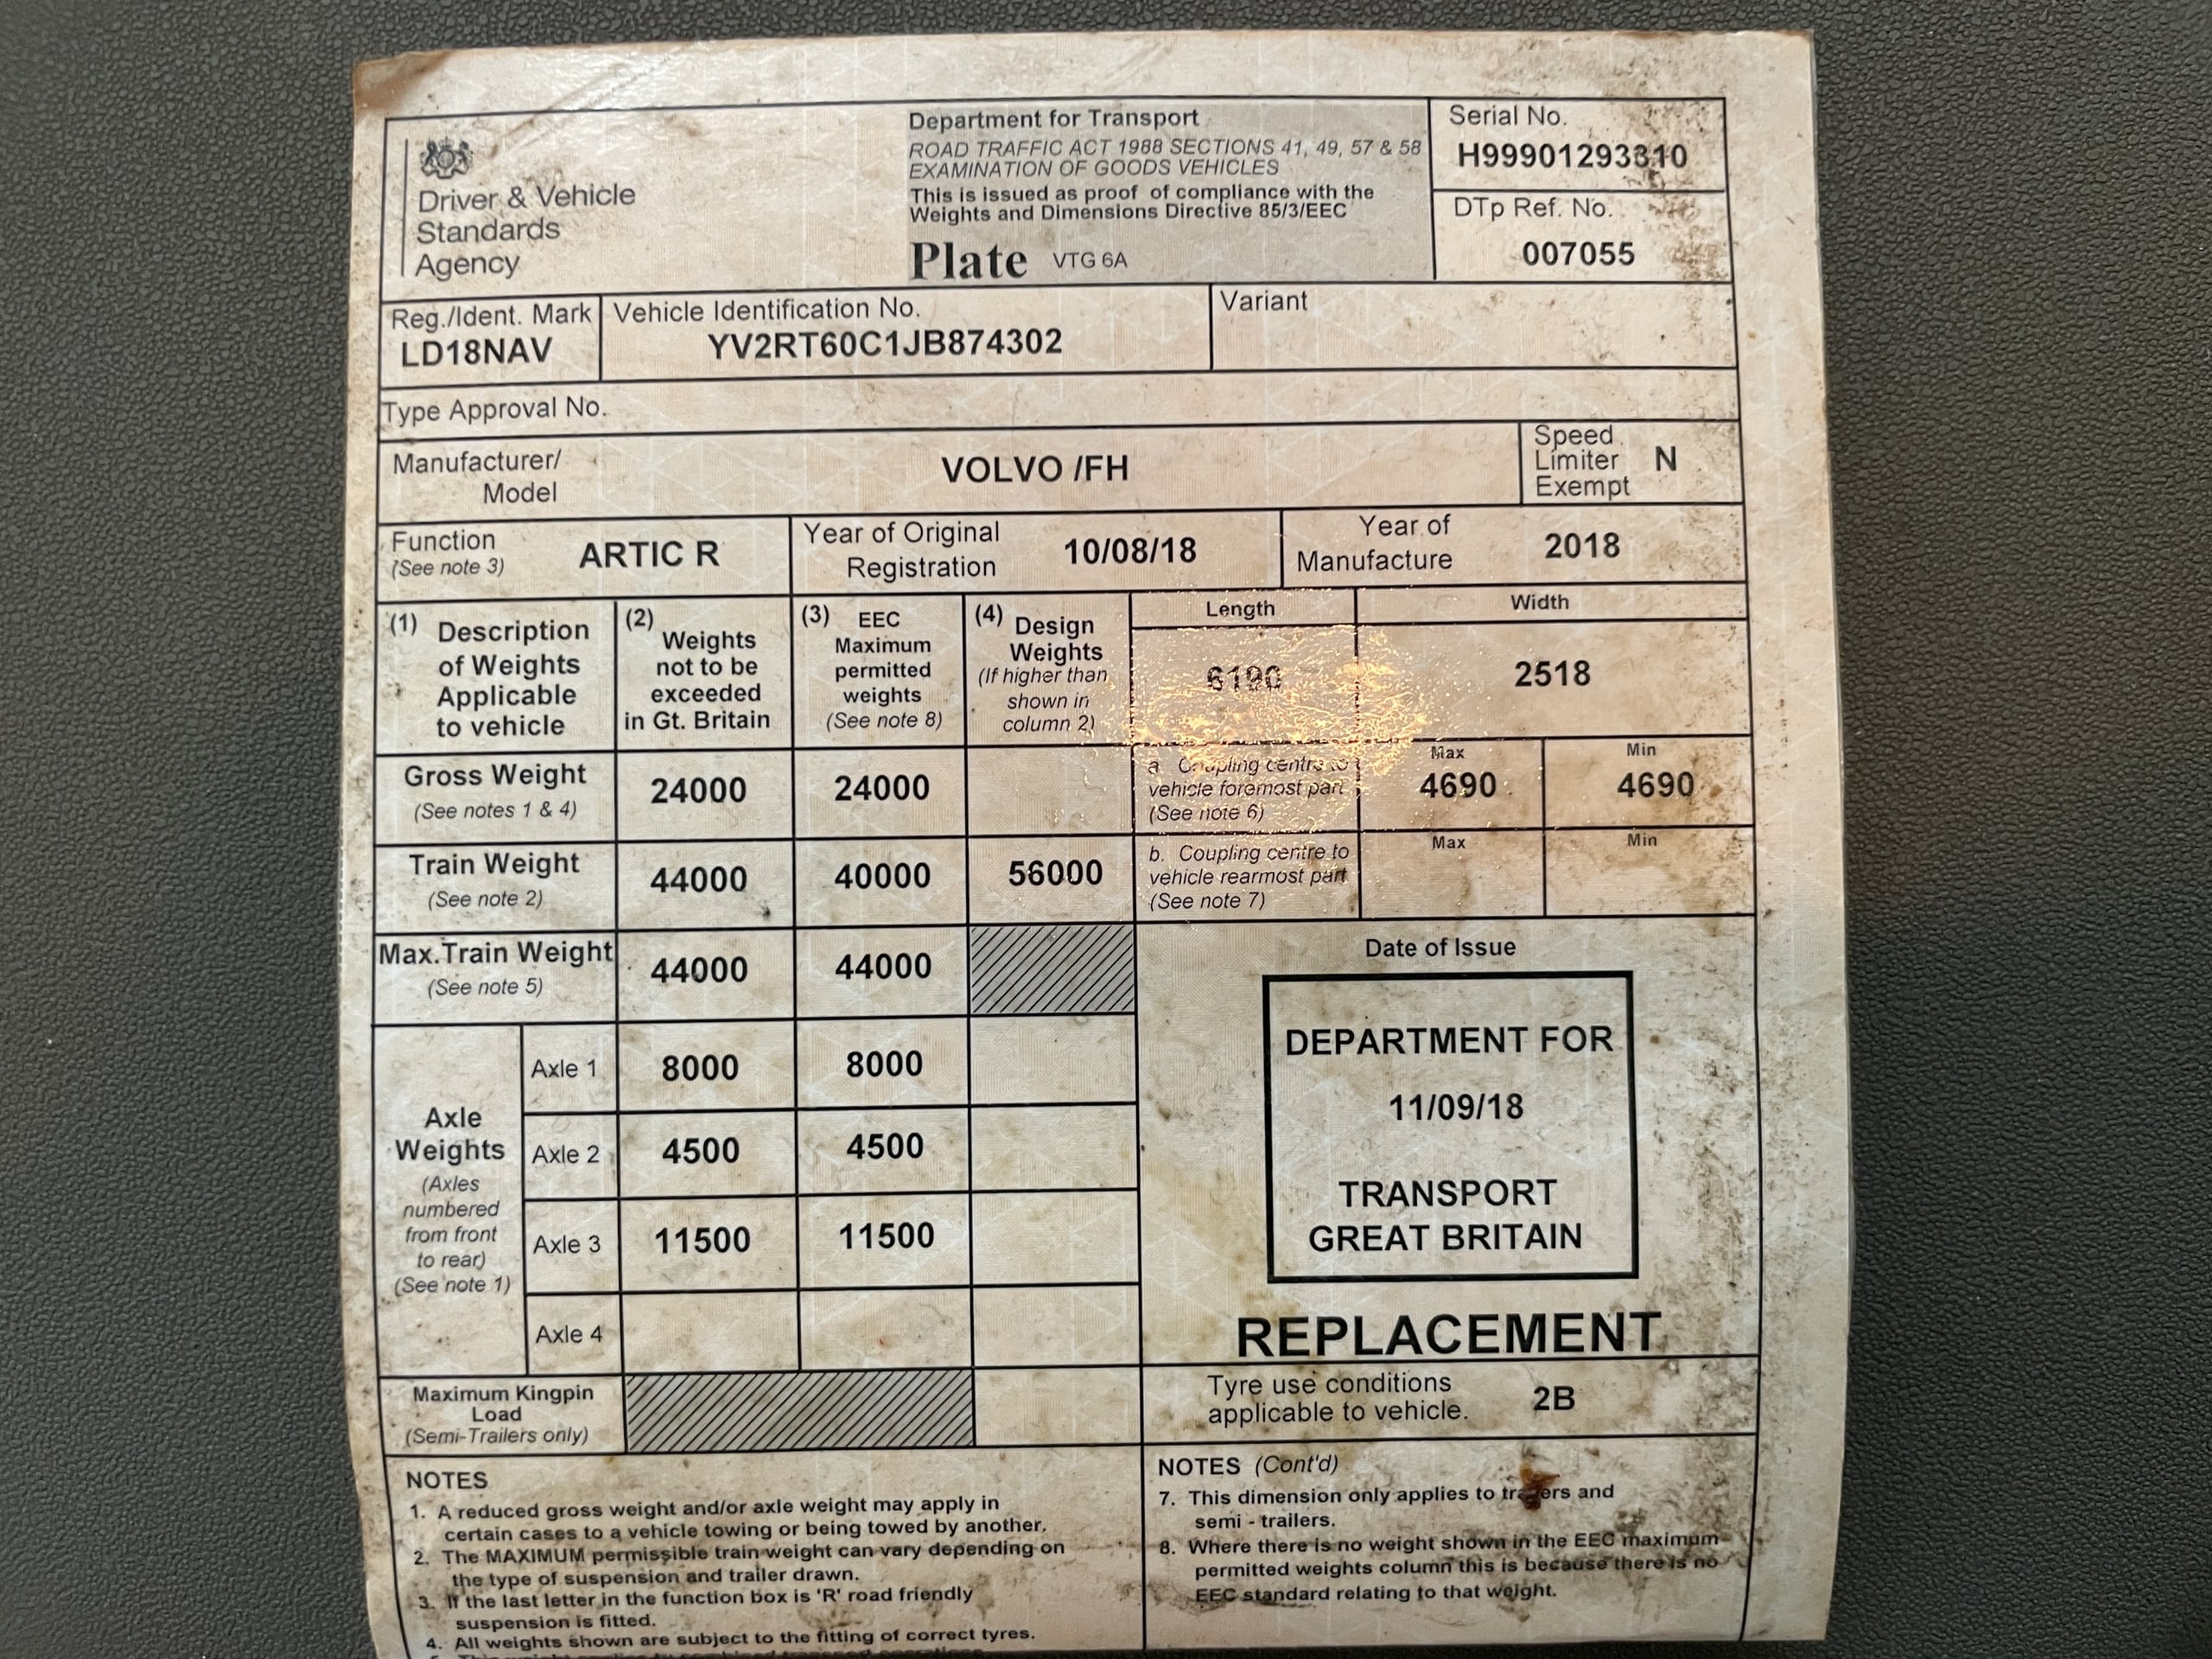 Driver & Vehicle
Standards
Agency
Department for Transport
ROAD TRAFFIC ACT 1988 SECTIONS 41, 49, 57 & 58
EXAMINATION OF GOODS VEHICLES
This is issued as proof of compliance with the
Weights and Dimensions Directive 85/3/EEC
Plate VTG 6A
Serial No.
H99901293310
DTp Ref. No.
007055
Reg./Ident. Mark
LD18NAV
Vehicle Identification No.
YV2RT60C1JB874302
Variant
Type Approval No.
Manufacturer/
Model
VOLVO /FH
Speed
Limiter
Exempt
N
Function
(See note 3)
ARTIC R
Year of Original
Registration
10/08/18
Year of
Manufacture
2018
(1) Description
of Weights
Applicable
to vehicle
(2) Weights
not to be
exceeded
in Gt. Britain
(3) EEC
Maximum
permitted
weights
(See note 8)
(4) Design
Weights
(If higher than
shown in
column 2)
Length
6190
Width
2518
Gross Weight
(See notes 1 & 4)
24000
24000
a. Coupling centre to
vehicle foremost part
(See note 6)
Max
4690
Min
4690
Train Weight
(See note 2)
44000
40000
56000
b. Coupling centre to
vehicle rearmost part
(See note 7)
Max
Min
Max.Train Weight
(See note 5)
44000
44000
Axle
Weights
(Axles
numbered
from front
to rear)
(See note 1)
Axle 1
8000
8000
Axle 2
4500
4500
Axle 3
11500
11500
Axle 4
Maximum Kingpin
Load
(Semi-Trailers only)
Date of Issue
DEPARTMENT FOR
11/09/18
TRANSPORT
GREAT BRITAIN
REPLACEMENT
Tyre use conditions
applicable to vehicle.
2B
NOTES
1. A reduced gross weight and/or axle weight may apply in
certain cases to a vehicle towing or being towed by another.
2. The MAXIMUM permissible train weight can vary depending on
the type of suspension and trailer drawn.
3. If the last letter in the function box is 'R' road friendly
suspension is fitted.
4. All weights shown are subject to the fitting of correct tyres.
NOTES (Cont'd)
7. This dimension only applies to trailers and
semi - trailers.
8. Where there is no weight shown in the EEC maximum
permitted weights column this is because there is no
EEC standard relating to that weight.